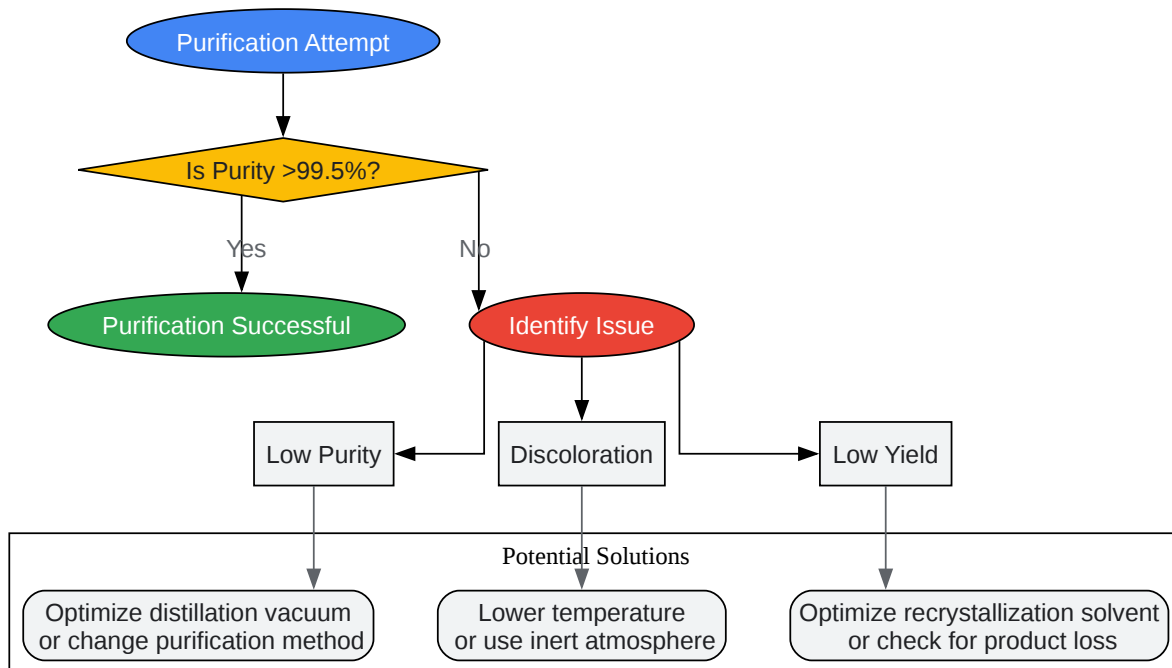 Purification Attempt
Is Purity >99.5%?
Yes
No
Purification Successful
Identify Issue
Low Purity
Discoloration
Low Yield
Potential Solutions
Optimize distillation vacuum
or change purification method
Lower temperature
or use inert atmosphere
Optimize recrystallization solvent
or check for product loss